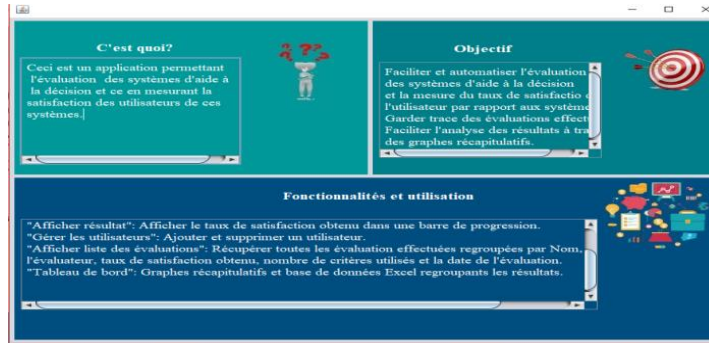 C'est quoi?
Ceci est un application permettant
l'évaluation des systèmes d'aide à
la décision et ce en mesurant la
satisfaction des utilisateurs de ces
systèmes.
Objectif
Faciliter et automatiser l'évaluation
des systèmes d'aide à la décision
et la mesure du taux de satisfactio
l'utilisateur par rapport aux système
Garder trace des évaluations effect
Faciliter l'analyse des résultats à tra
des graphes récapitulatifs.
Fonctionnalités et utilisation
"Afficher résultat": Afficher le taux de satisfaction obtenu dans une barre de progression.
"Gérer les utilisateurs": Ajouter et supprimer un utilisateur.
"Afficher liste des évaluations": Récupérer toutes les évaluation effectuées regroupées par Nom,
l'évaluateur, taux de satisfaction obtenu, nombre de critères utilisés et la date de l'évaluation.
"Tableau de bord": Graphes récapitulatifs et base de données Excel regroupants les résultats.